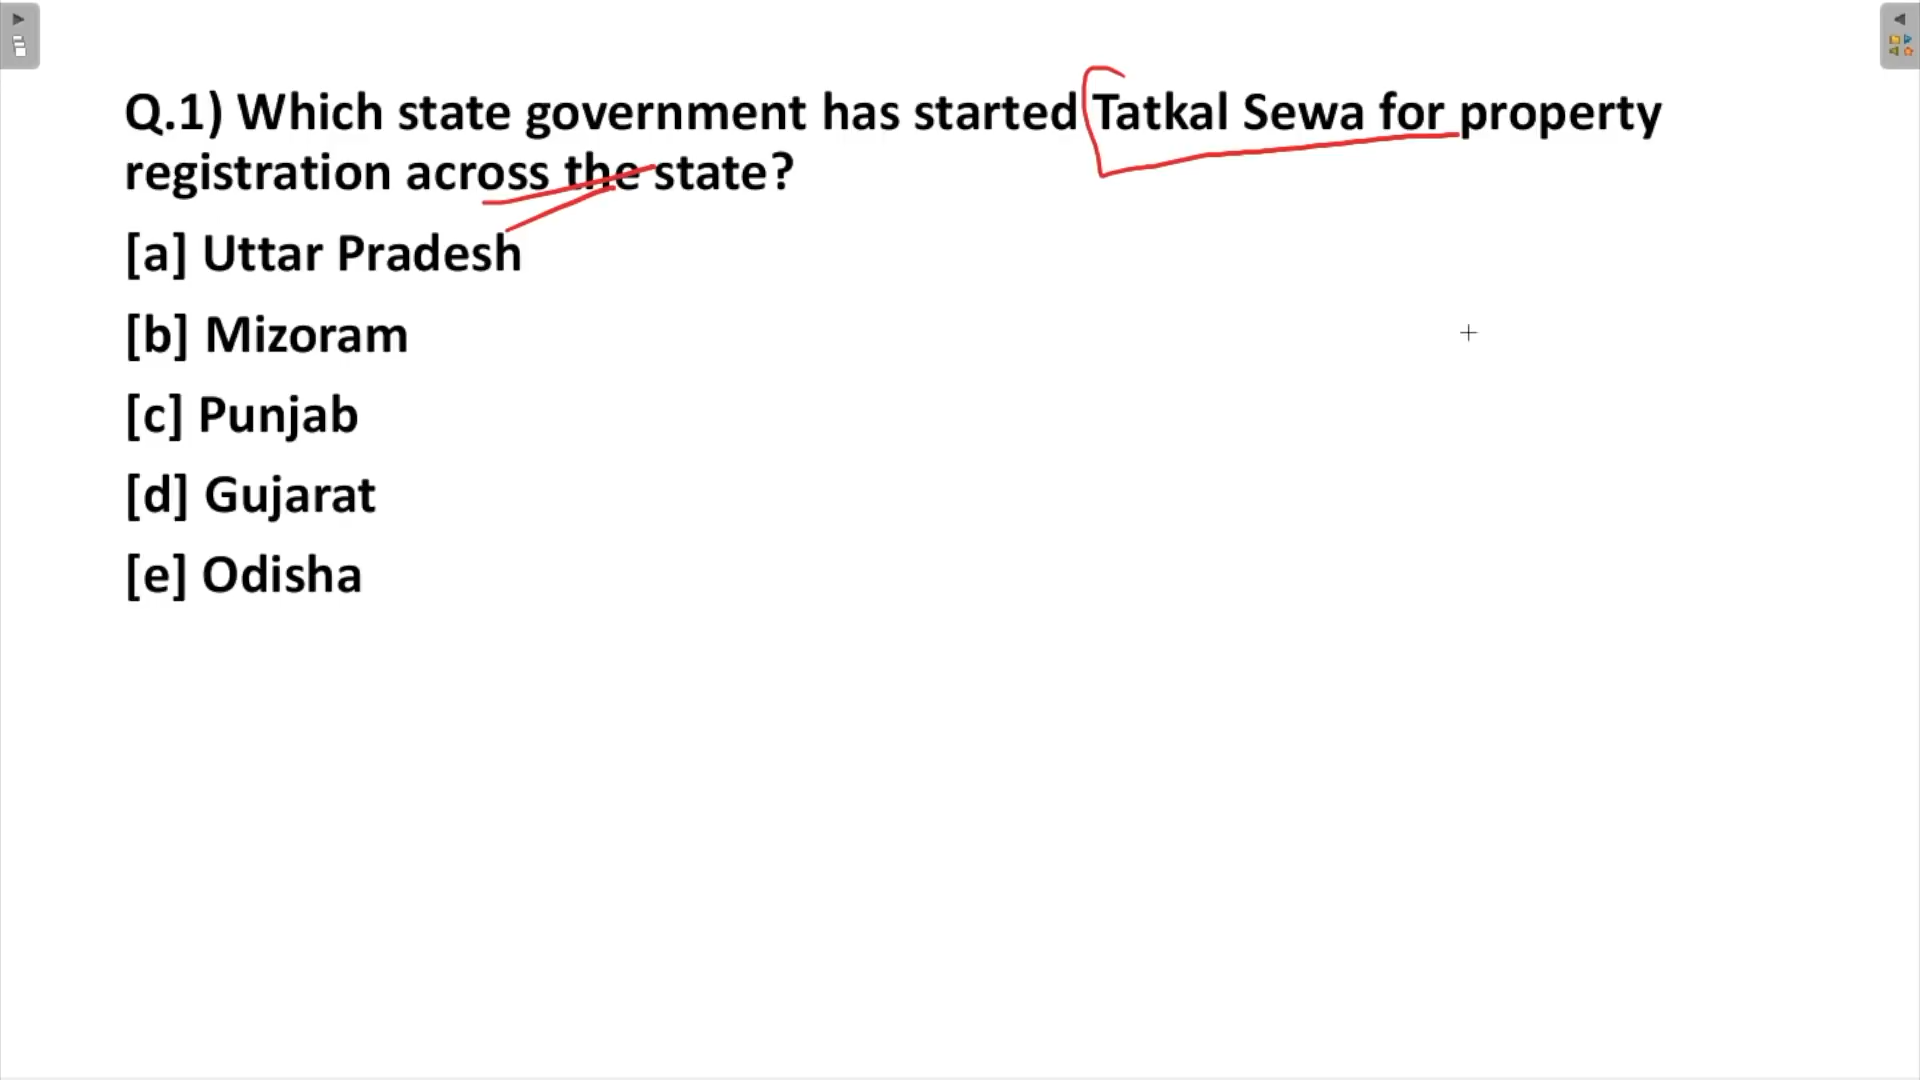 Q.1) Which state government has started Tatkal Sewa for property
registration across the state?
[a] Uttar Pradesh
[b] Mizoram
[c] Punjab
[d] Gujarat
[e] Odisha